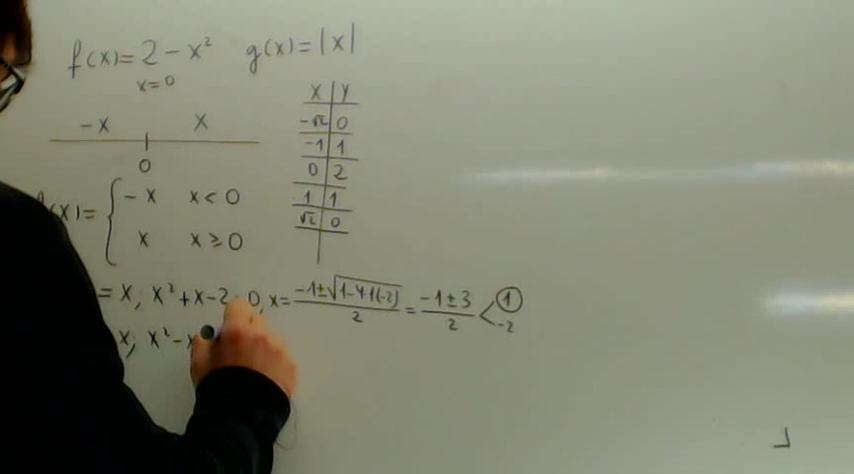 f(x) = 2 - x² g(x) = |x|
x=0
x y
-√2 0
-1 1
0 2
1 1
√2 0
-x x
0
(x) = { -x x < 0
x x ≥ 0
= x, x² + x - 2 = 0, x = (-1 ± √(1-4·1(-2)))/2 = (-1 ± 3)/2 < 1
-2
x; x² - x